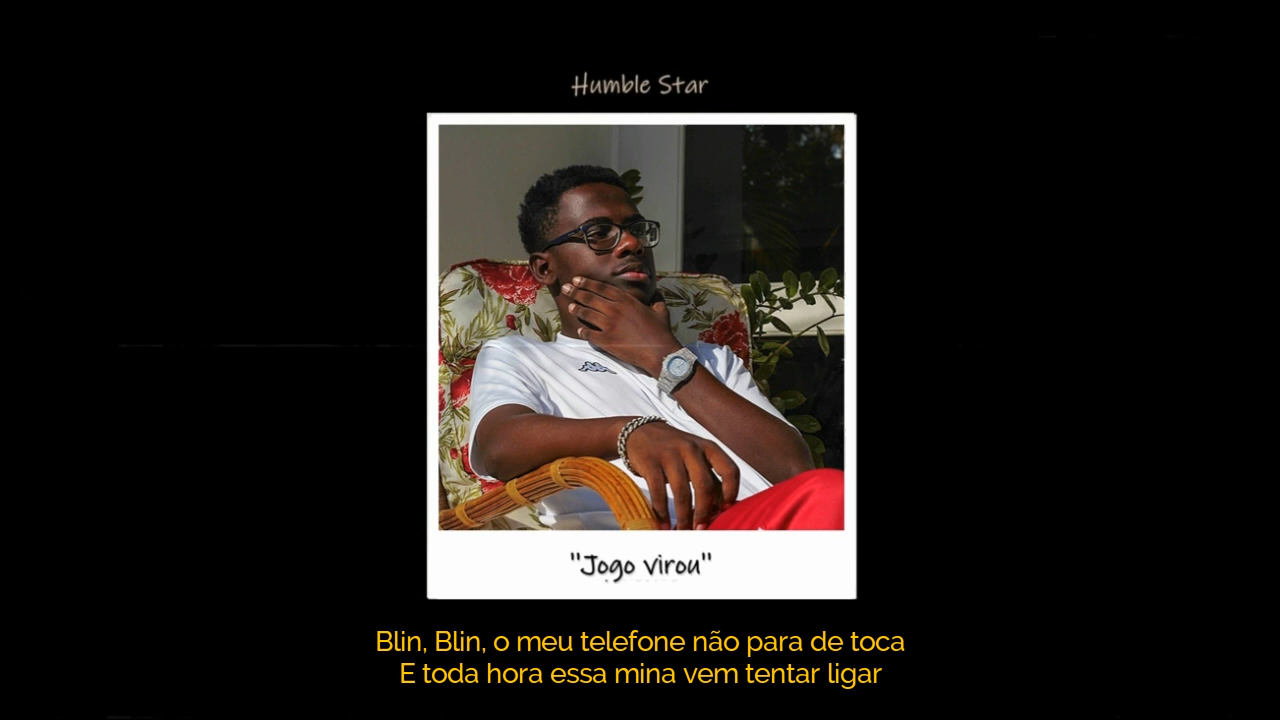 Humble Star
"Jogo virou"
Blin, Blin, o meu telefone não para de toca
E toda hora essa mina vem tentar ligar